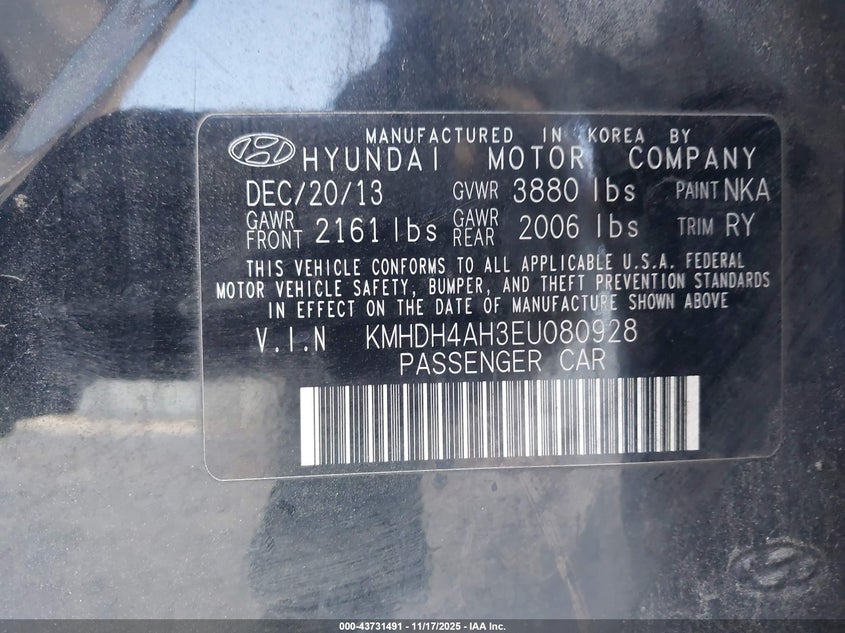 MANUFACTURED IN KOREA BY
HYUNDAI MOTOR COMPANY
DEC/20/13 GVWR 3880 lbs PAINT NKA
GAWR FRONT 2161 lbs GAWR REAR 2006 lbs TRIM RY
THIS VEHICLE CONFORMS TO ALL APPLICABLE U.S.A. FEDERAL
MOTOR VEHICLE SAFETY, BUMPER, AND THEFT PREVENTION STANDARDS
IN EFFECT ON THE DATE OF MANUFACTURE SHOWN ABOVE
V.I.N KMHDH4AH3EU080928
PASSENGER CAR
000-43731491 - 11/17/2025 - IAA Inc.